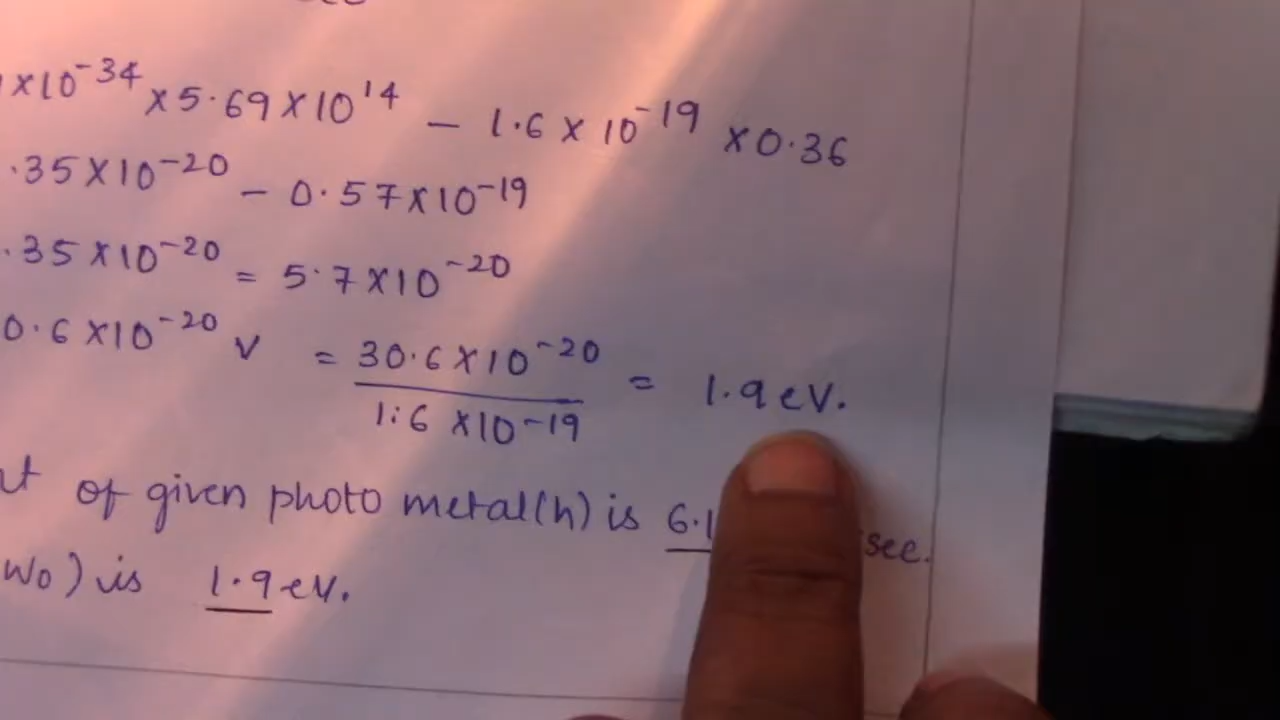 ×10⁻³⁴ × 5.69 × 10¹⁴ – 1.6 × 10⁻¹⁹ × 0.36
.35 × 10⁻²⁰ – 0.57 × 10⁻¹⁹
.35 × 10⁻²⁰ = 5.7 × 10⁻²⁰
0.6 × 10⁻²⁰ V = 30.6 × 10⁻²⁰ / 1.6 × 10⁻¹⁹ = 1.9 eV.
of given photo metal (h) is 6.1 sec.
W₀) is 1.9 eV.